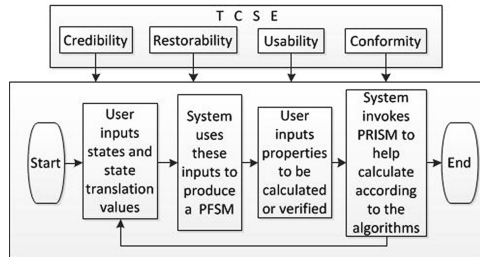 T C S E
Credibility
Restorability
Usability
Conformity
Start
User
inputs
states and
state
translation
values
System
uses
these
inputs to
produce
a PFSM
User
inputs
properties
to be
calculated
or verified
System
invokes
PRISM to
help
calculate
according
to the
algorithms
End